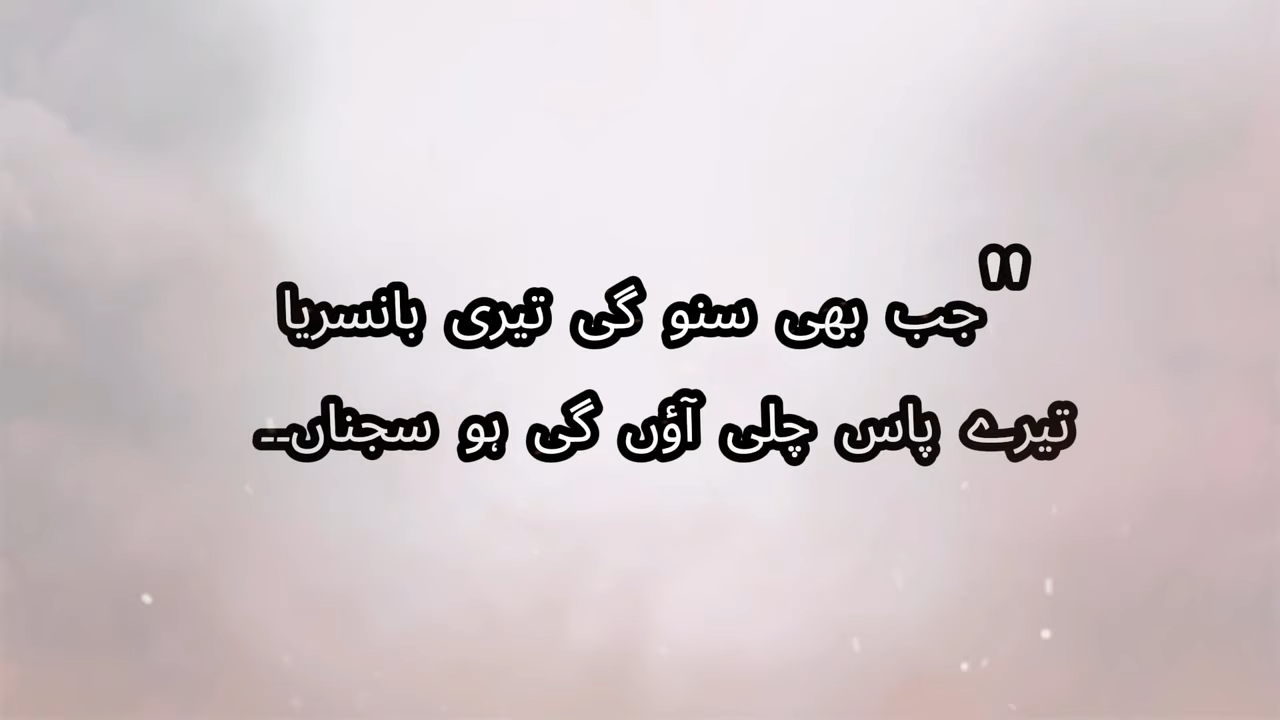 "جب بھی سنو گی تیری بانسریا
تیرے پاس چلی آؤں گی ہو سجناں۔۔